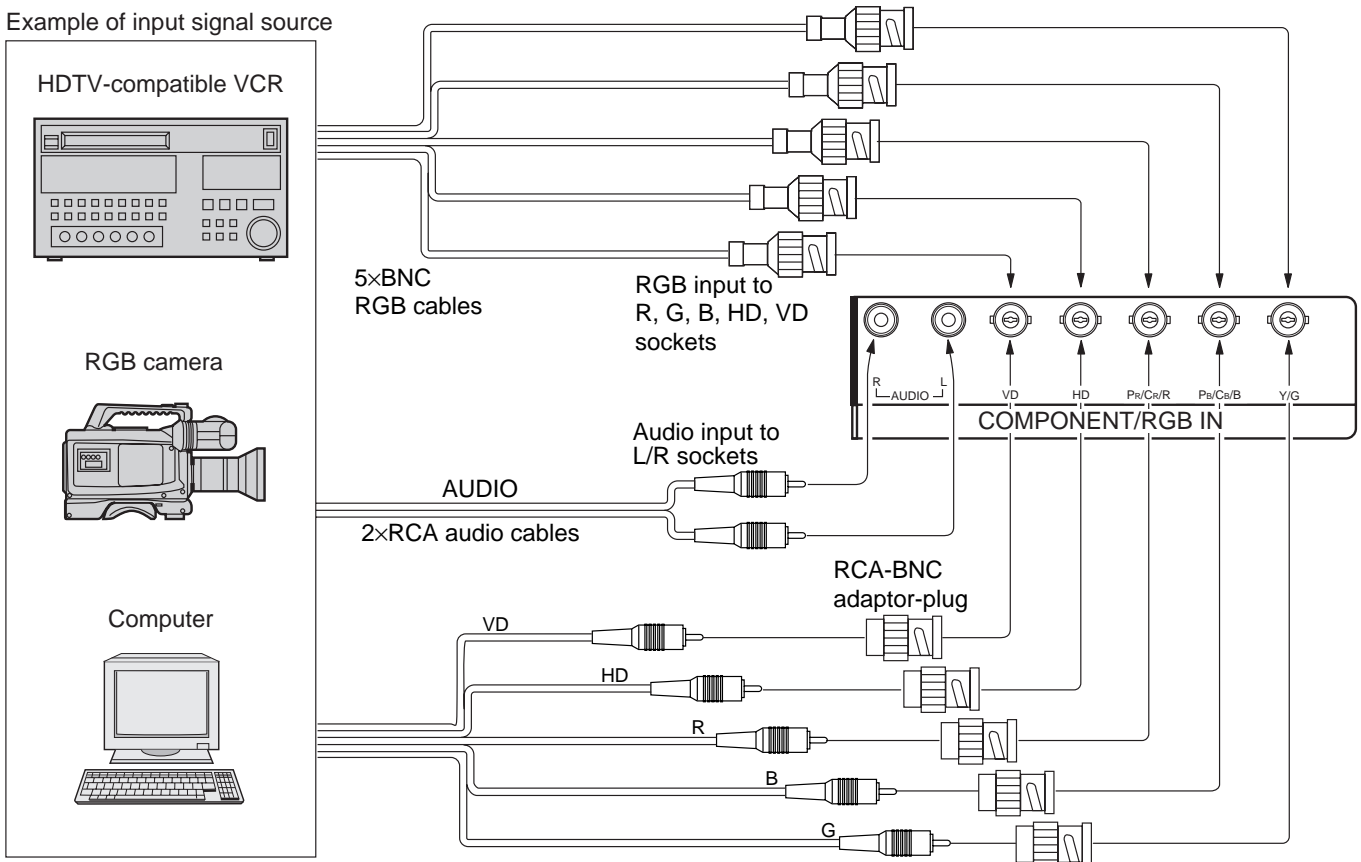 Example of input signal source
HDTV-compatible VCR
5×BNC
RGB cables
RGB input to
R, G, B, HD, VD
sockets
RGB camera
R
AUDIO
L
VD
HD
PR/CR/R
PB/CB/B
Y/G
COMPONENT/RGB IN
Audio input to
L/R sockets
AUDIO
2×RCA audio cables
RCA-BNC
adaptor-plug
Computer
VD
HD
R
B
G